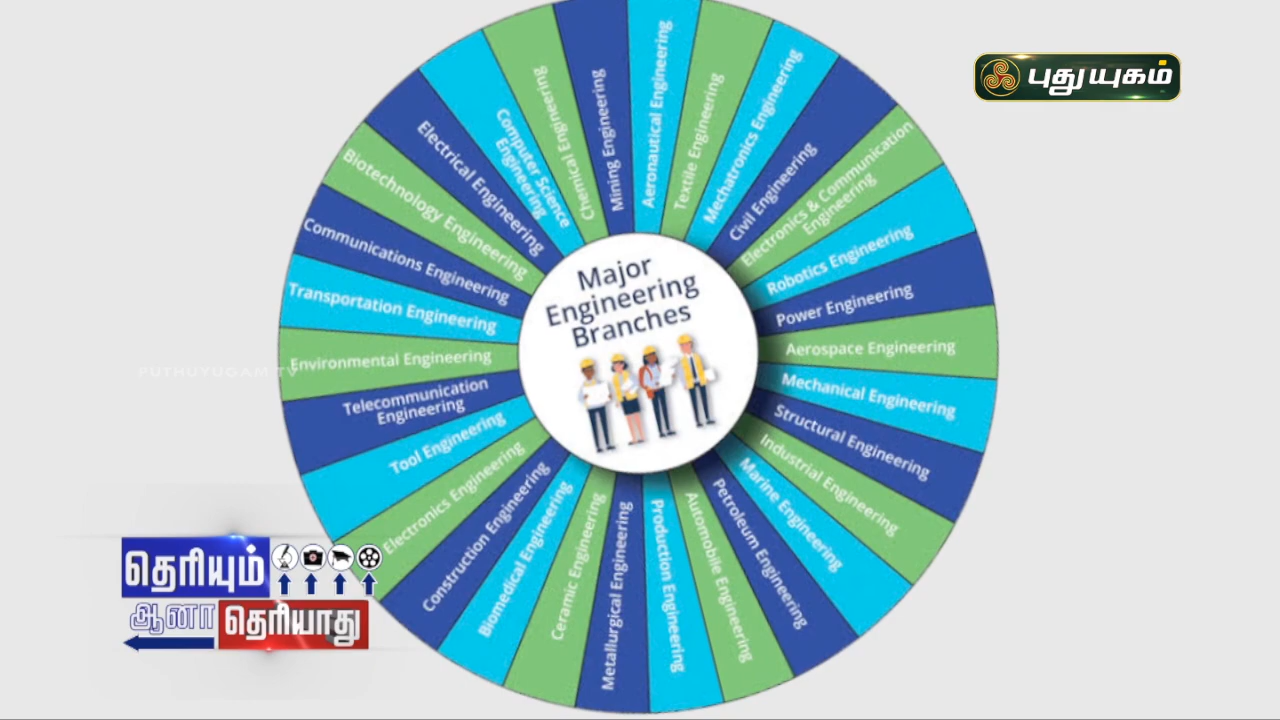 புதுயுகம்
Major
Engineering
Branches
Aeronautical Engineering
Textile Engineering
Mechatronics Engineering
Civil Engineering
Electronics & Communication
Engineering
Robotics Engineering
Power Engineering
Aerospace Engineering
Mechanical Engineering
Structural Engineering
Industrial Engineering
Marine Engineering
Petroleum Engineering
Automobile Engineering
Production Engineering
Metallurgical Engineering
Ceramic Engineering
Biomedical Engineering
Construction Engineering
Electronics Engineering
Tool Engineering
Telecommunication
Engineering
Environmental Engineering
Transportation Engineering
Communications Engineering
Biotechnology Engineering
Electrical Engineering
Computer Science
Engineering
Chemical Engineering
Mining Engineering
PUTHUYUGAM TV
தெரியும்
ஆனா தெரியாது